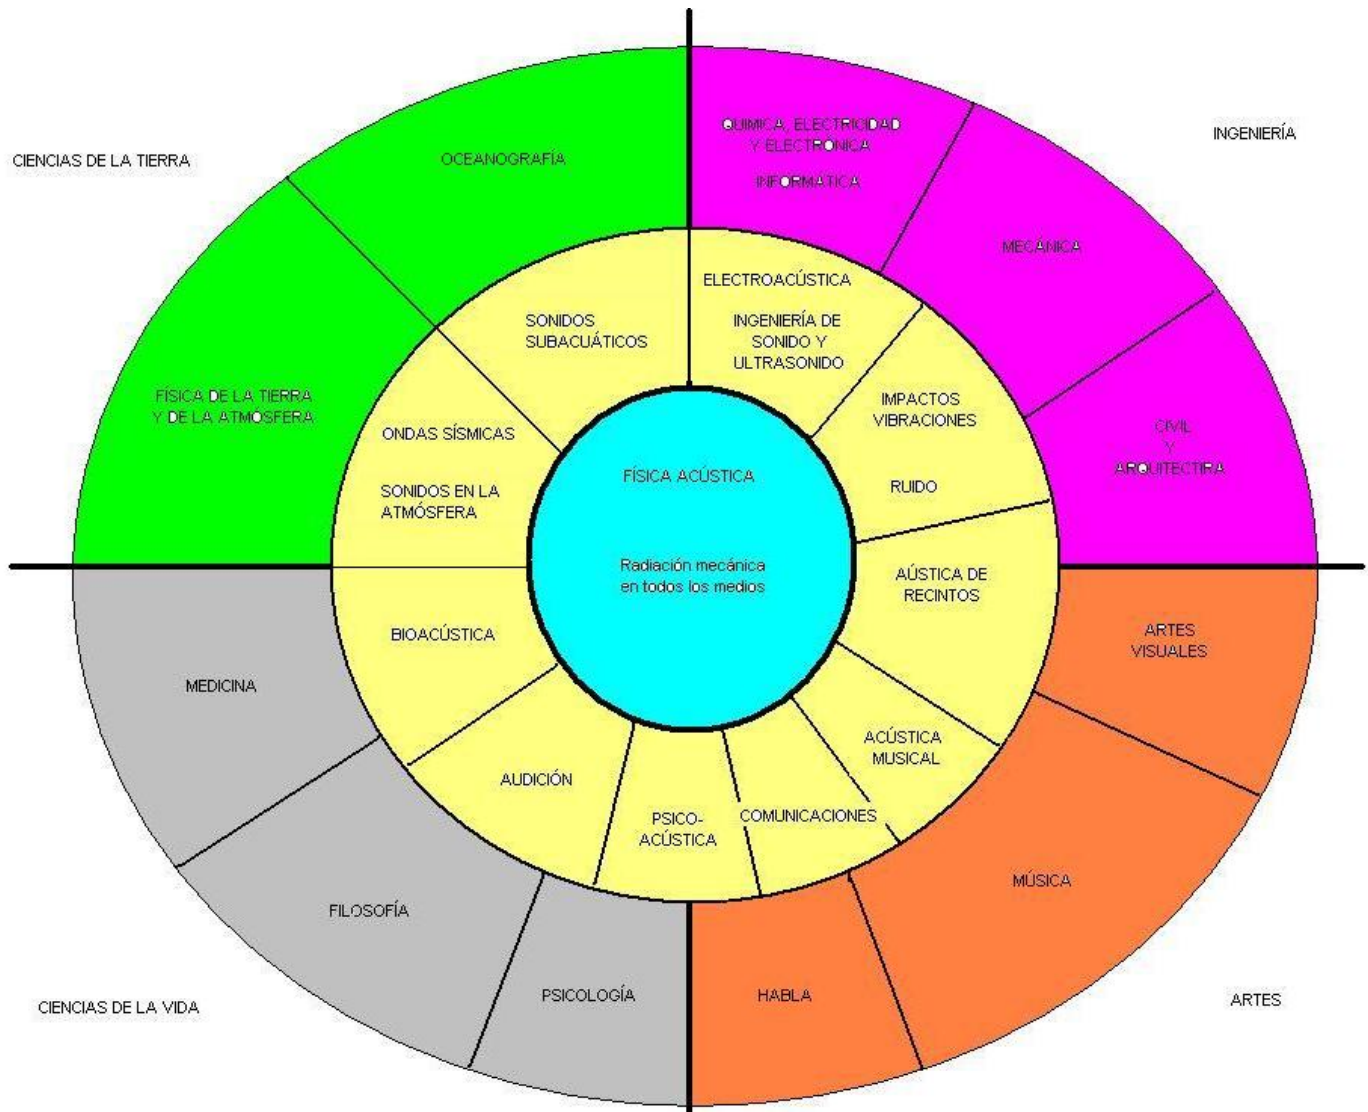 CIENCIAS DE LA TIERRA
OCEANOGRAFÍA
QUIMICA, ELECTRICIDAD
Y ELECTRÓNICA
INFORMATICA
INGENIERÍA
MECÁNICA
FÍSICA DE LA TIERRA
Y DE LA ATMÓSFERA
CIVIL
Y
ARQUITECTIRA
SONIDOS
SUBACUÁTICOS
ELECTROACÚSTICA
INGENIERÍA DE
SONIDO Y
ULTRASONIDO
IMPACTOS
VIBRACIONES
RUIDO
ONDAS SÍSMICAS
SONIDOS EN LA
ATMÓSFERA
FÍSICA ACÚSTICA
Radiación mecánica
en todos los medios
AÚSTICA DE
RECINTOS
BIOACÚSTICA
AUDICIÓN
PSICO-
ACÚSTICA
COMUNICACIONES
ACÚSTICA
MUSICAL
ARTES
VISUALES
MEDICINA
FILOSOFÍA
PSICOLOGÍA
HABLA
MÚSICA
CIENCIAS DE LA VIDA
ARTES